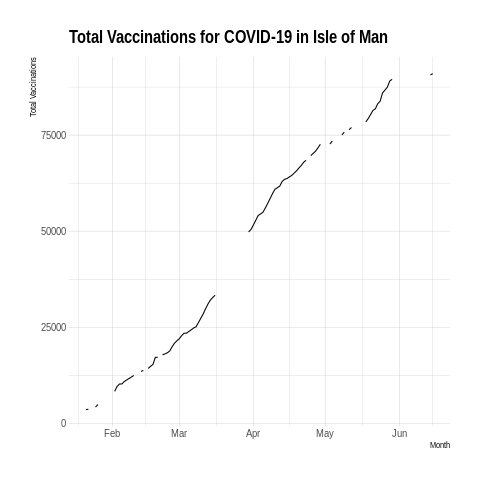 Total Vaccinations for COVID-19 in Isle of Man
Total Vaccinations
75000
50000
25000
0
Feb Mar Apr May Jun
Month